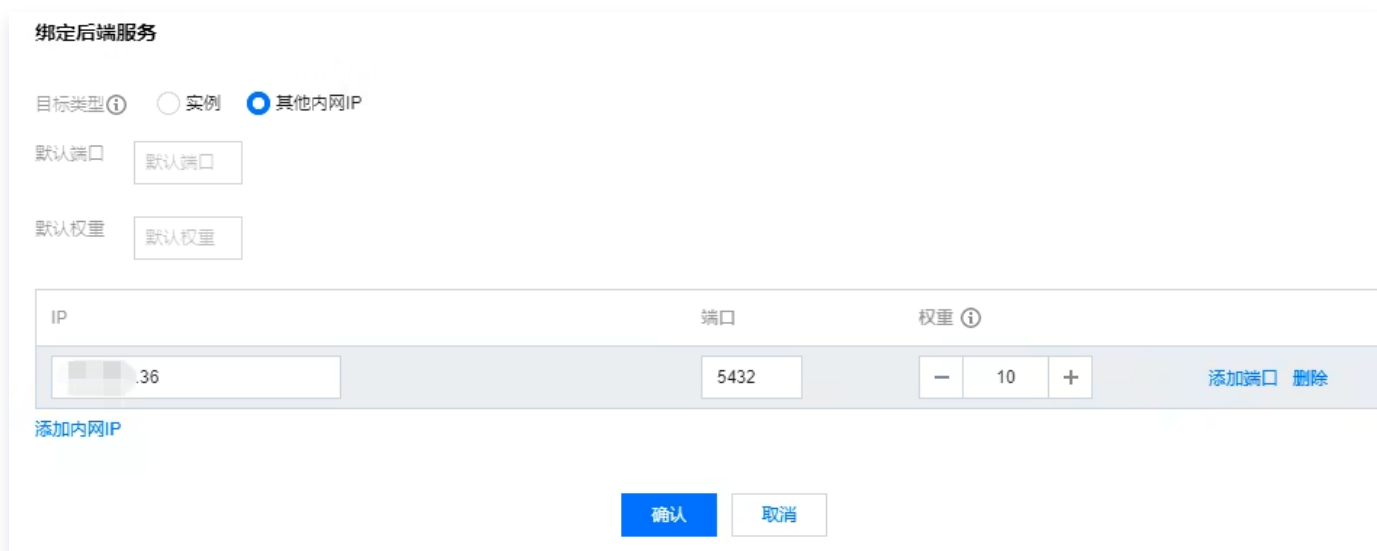 绑定后端服务
目标类型 实例 其他内网IP
默认端口 默认端口
默认权重 默认权重
IP 端口 权重
.36 5432 10 添加端口 删除
添加内网IP
确认 取消